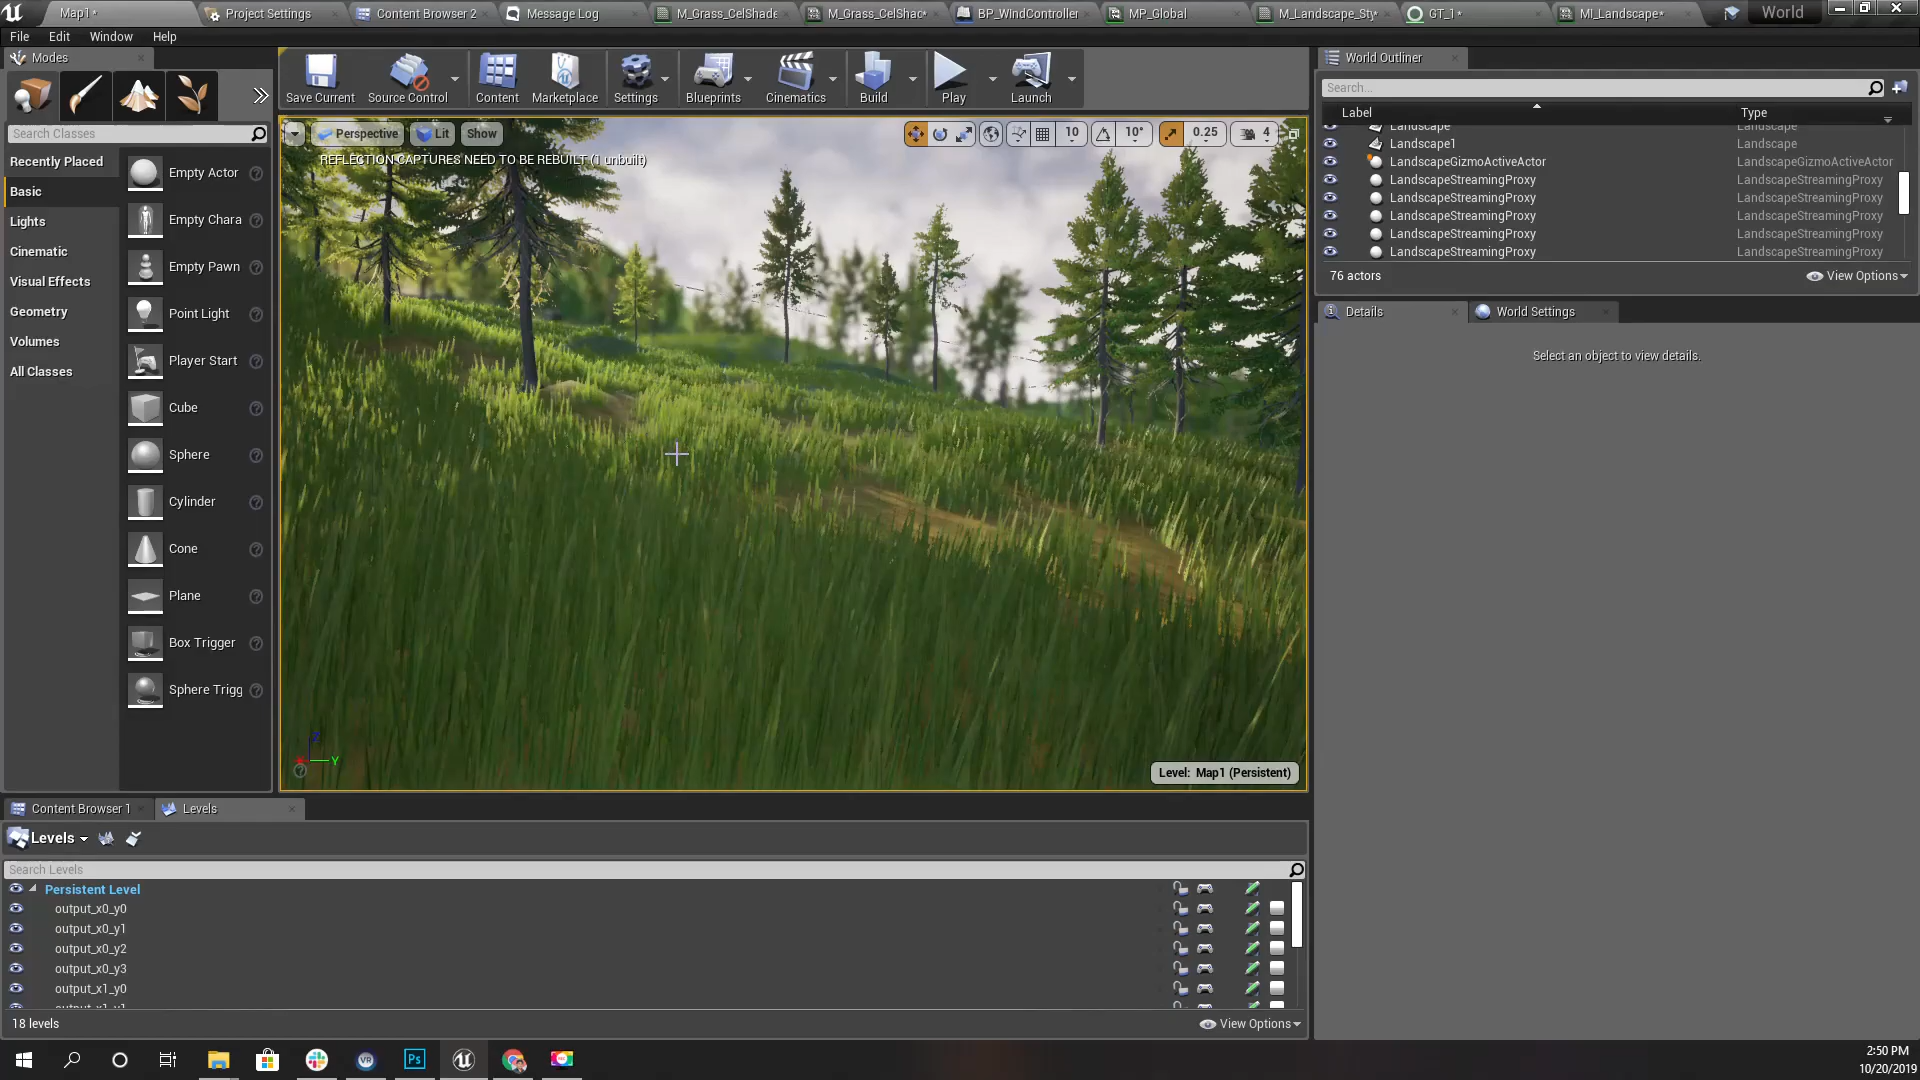 Map1*
Project Settings
Content Browser 2
Message Log
M_Grass_CelShade
M_Grass_CelShac*
BP_WindController
MP_Global
M_Landscape_Sty*
GT_1*
MI_Landscape*
World
File
Edit
Window
Help
Modes
Search Classes
Recently Placed
Basic
Lights
Cinematic
Visual Effects
Geometry
Volumes
All Classes
Empty Actor
Empty Chara
Empty Pawn
Point Light
Player Start
Cube
Sphere
Cylinder
Cone
Plane
Box Trigger
Sphere Trigg
Save Current
Source Control
Content
Marketplace
Settings
Blueprints
Cinematics
Build
Play
Launch
Perspective
Lit
Show
10
10°
0.25
4
REFLECTION CAPTURES NEED TO BE REBUILT (1 unbuilt)
Z
Y
Level: Map1 (Persistent)
World Outliner
Search...
Label
Type
Landscape
Landscape
Landscape1
Landscape
LandscapeGizmoActiveActor
LandscapeGizmoActiveActor
LandscapeStreamingProxy
LandscapeStreamingProxy
LandscapeStreamingProxy
LandscapeStreamingProxy
LandscapeStreamingProxy
LandscapeStreamingProxy
LandscapeStreamingProxy
LandscapeStreamingProxy
LandscapeStreamingProxy
LandscapeStreamingProxy
76 actors
View Options
Details
World Settings
Select an object to view details.
Content Browser 1
Levels
Levels
Search Levels
Persistent Level
output_x0_y0
output_x0_y1
output_x0_y2
output_x0_y3
output_x1_y0
output_x1_y1
18 levels
View Options
VR
Ps
2:50 PM
10/20/2019